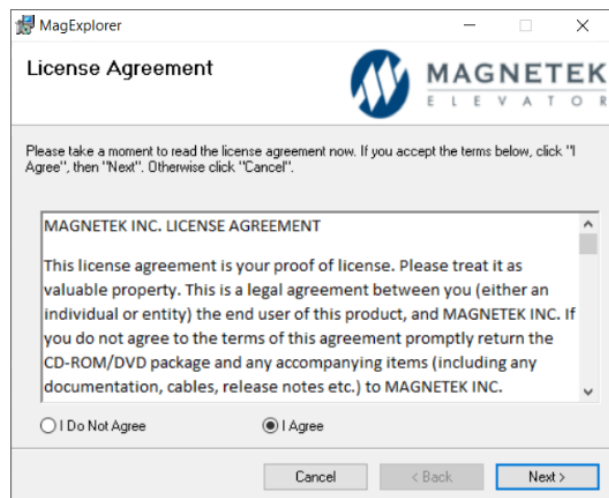 MagExplorer
License Agreement
MAGNETEK
ELEVATOR
Please take a moment to read the license agreement now. If you accept the terms below, click "I
Agree", then "Next". Otherwise click "Cancel".
MAGNETEK INC. LICENSE AGREEMENT
This license agreement is your proof of license. Please treat it as
valuable property. This is a legal agreement between you (either an
individual or entity) the end user of this product, and MAGNETEK INC. If
you do not agree to the terms of this agreement promptly return the
CD-ROM/DVD package and any accompanying items (including any
documentation, cables, release notes etc.) to MAGNETEK INC.
I Do Not Agree
I Agree
Cancel
< Back
Next >